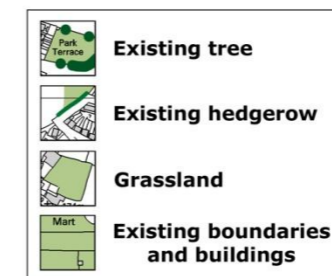 Park
Terrace
Existing tree
Existing hedgerow
Grassland
Mart
Existing boundaries
and buildings